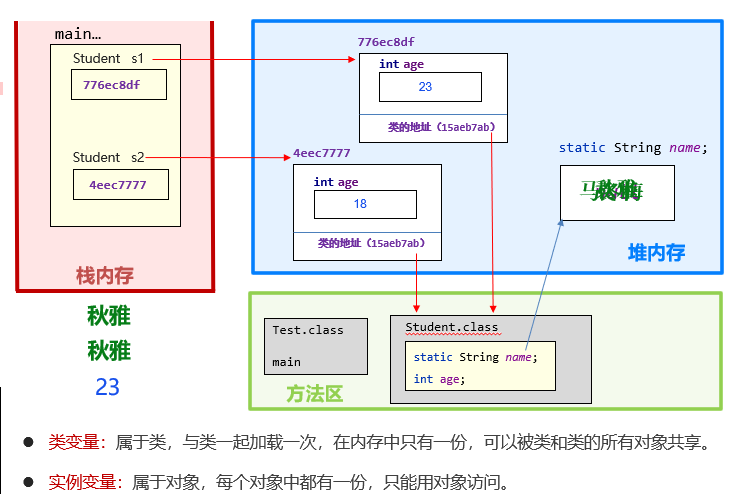 main…
Student s1
776ec8df
Student s2
4eec7777
栈内存
776ec8df
int age
23
类的地址（15aeb7ab）
4eec7777
int age
18
类的地址（15aeb7ab）
static String name;
堆内存
秋雅
秋雅
23
Test.class
main
Student.class
static String name;
int age;
方法区
● 类变量：属于类，与类一起加载一次，在内存中只有一份，可以被类和类的所有对象共享。
● 实例变量：属于对象，每个对象中都有一份，只能用对象访问。